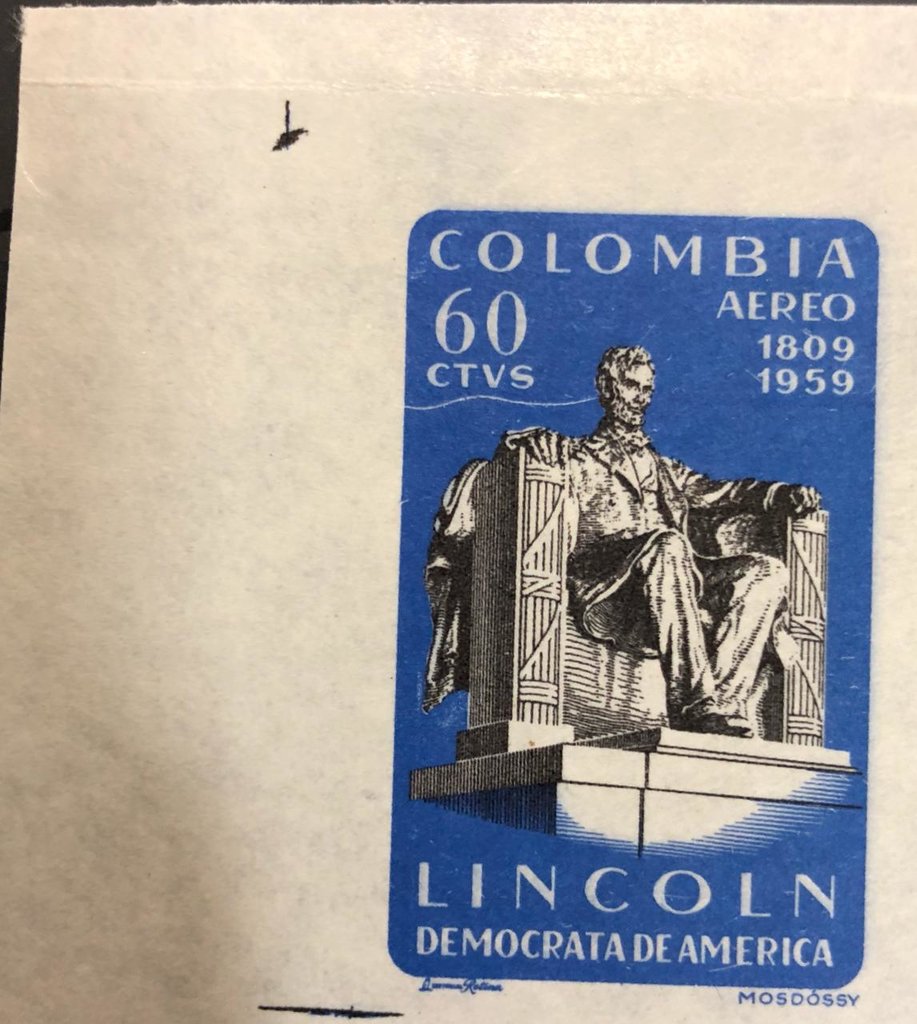 COLOMBIA
60
CTVS
AEREO
1809
1959
LINCOLN
DEMOCRATA DE AMERICA
MOSDÓSSY